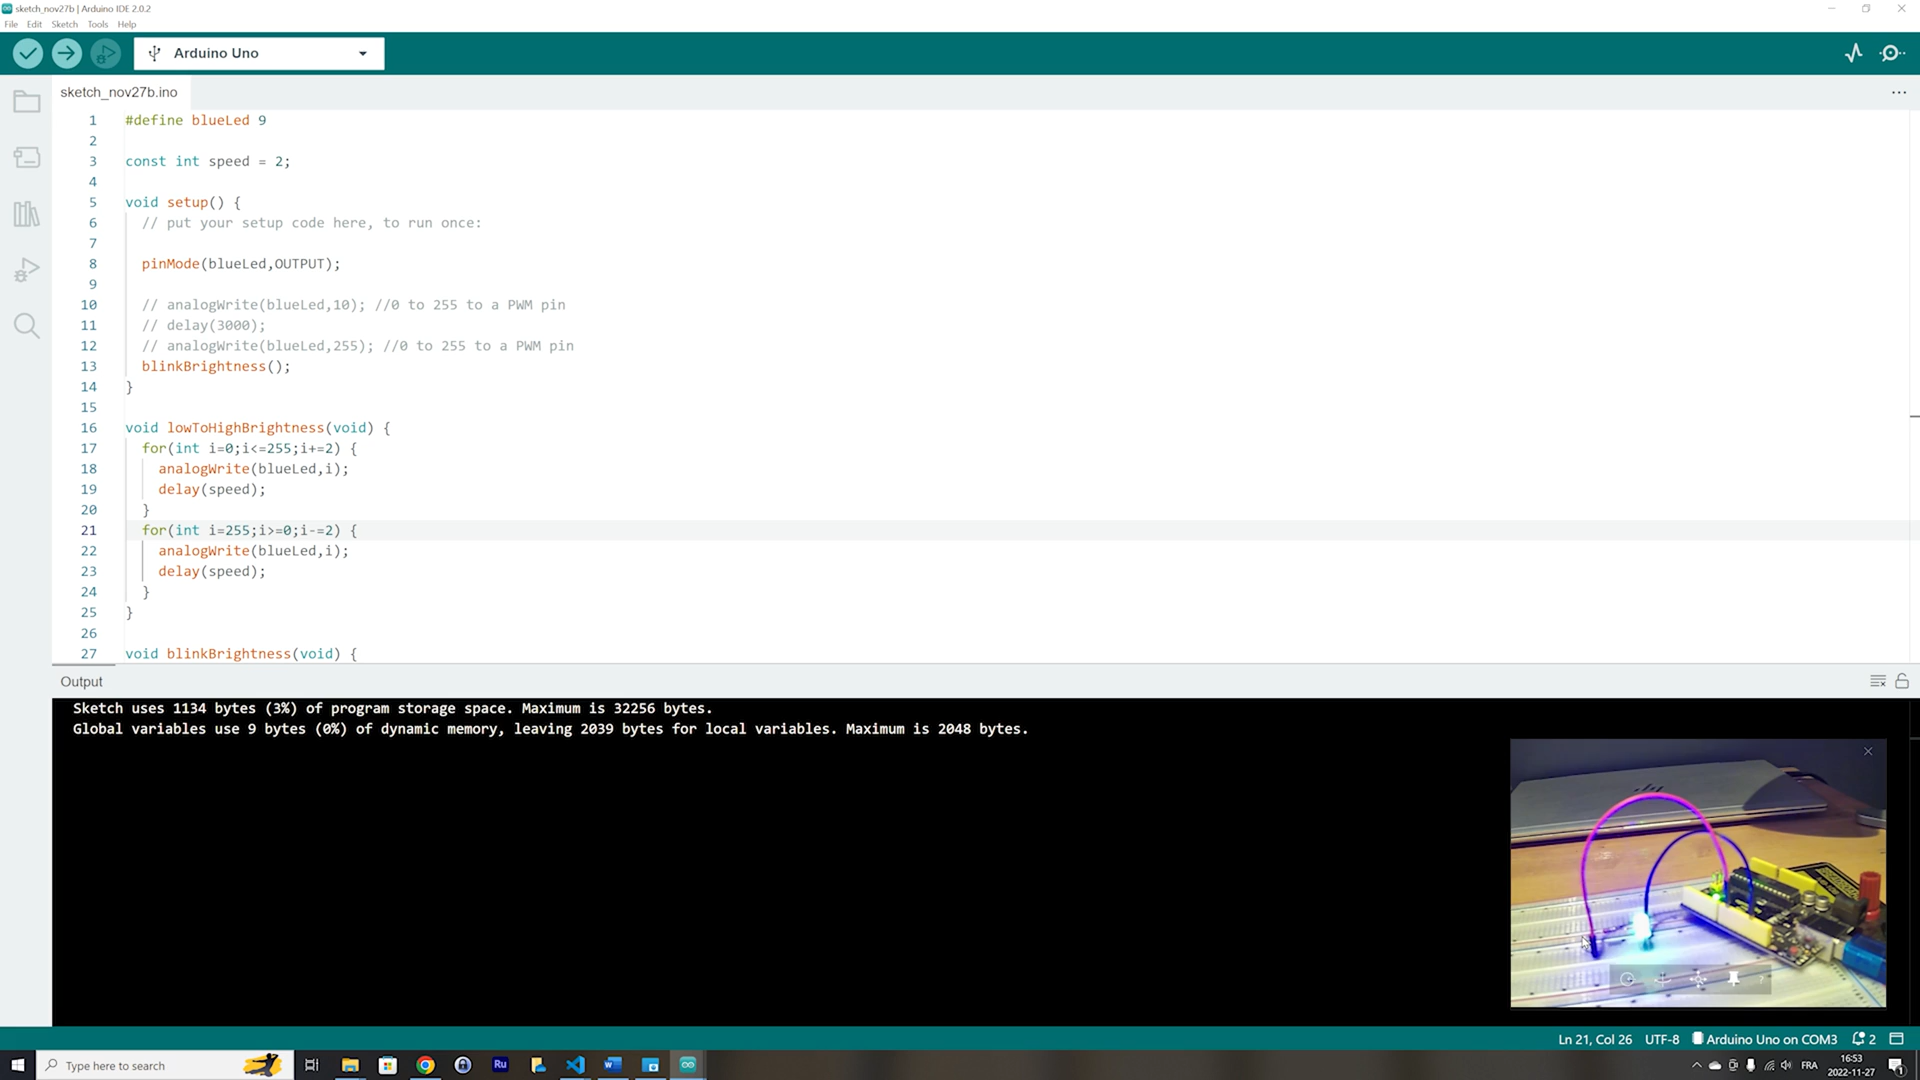 sketch_nov27b | Arduino IDE 2.0.2
File Edit Sketch Tools Help
Arduino Uno
sketch_nov27b.ino
1 #define blueLed 9
2
3 const int speed = 2;
4
5 void setup() {
6 // put your setup code here, to run once:
7
8 pinMode(blueLed,OUTPUT);
9
10 // analogWrite(blueLed,10); //0 to 255 to a PWM pin
11 // delay(3000);
12 // analogWrite(blueLed,255); //0 to 255 to a PWM pin
13 blinkBrightness();
14 }
15
16 void lowToHighBrightness(void) {
17 for(int i=0;i<=255;i+=2) {
18 analogWrite(blueLed,i);
19 delay(speed);
20 }
21 for(int i=255;i>=0;i-=2) {
22 analogWrite(blueLed,i);
23 delay(speed);
24 }
25 }
26
27 void blinkBrightness(void) {
Output
Sketch uses 1134 bytes (3%) of program storage space. Maximum is 32256 bytes.
Global variables use 9 bytes (0%) of dynamic memory, leaving 2039 bytes for local variables. Maximum is 2048 bytes.
hp
?
Ln 21, Col 26 UTF-8 Arduino Uno on COM3 2
Type here to search
Ru
FRA
16:53
2022-11-27
1